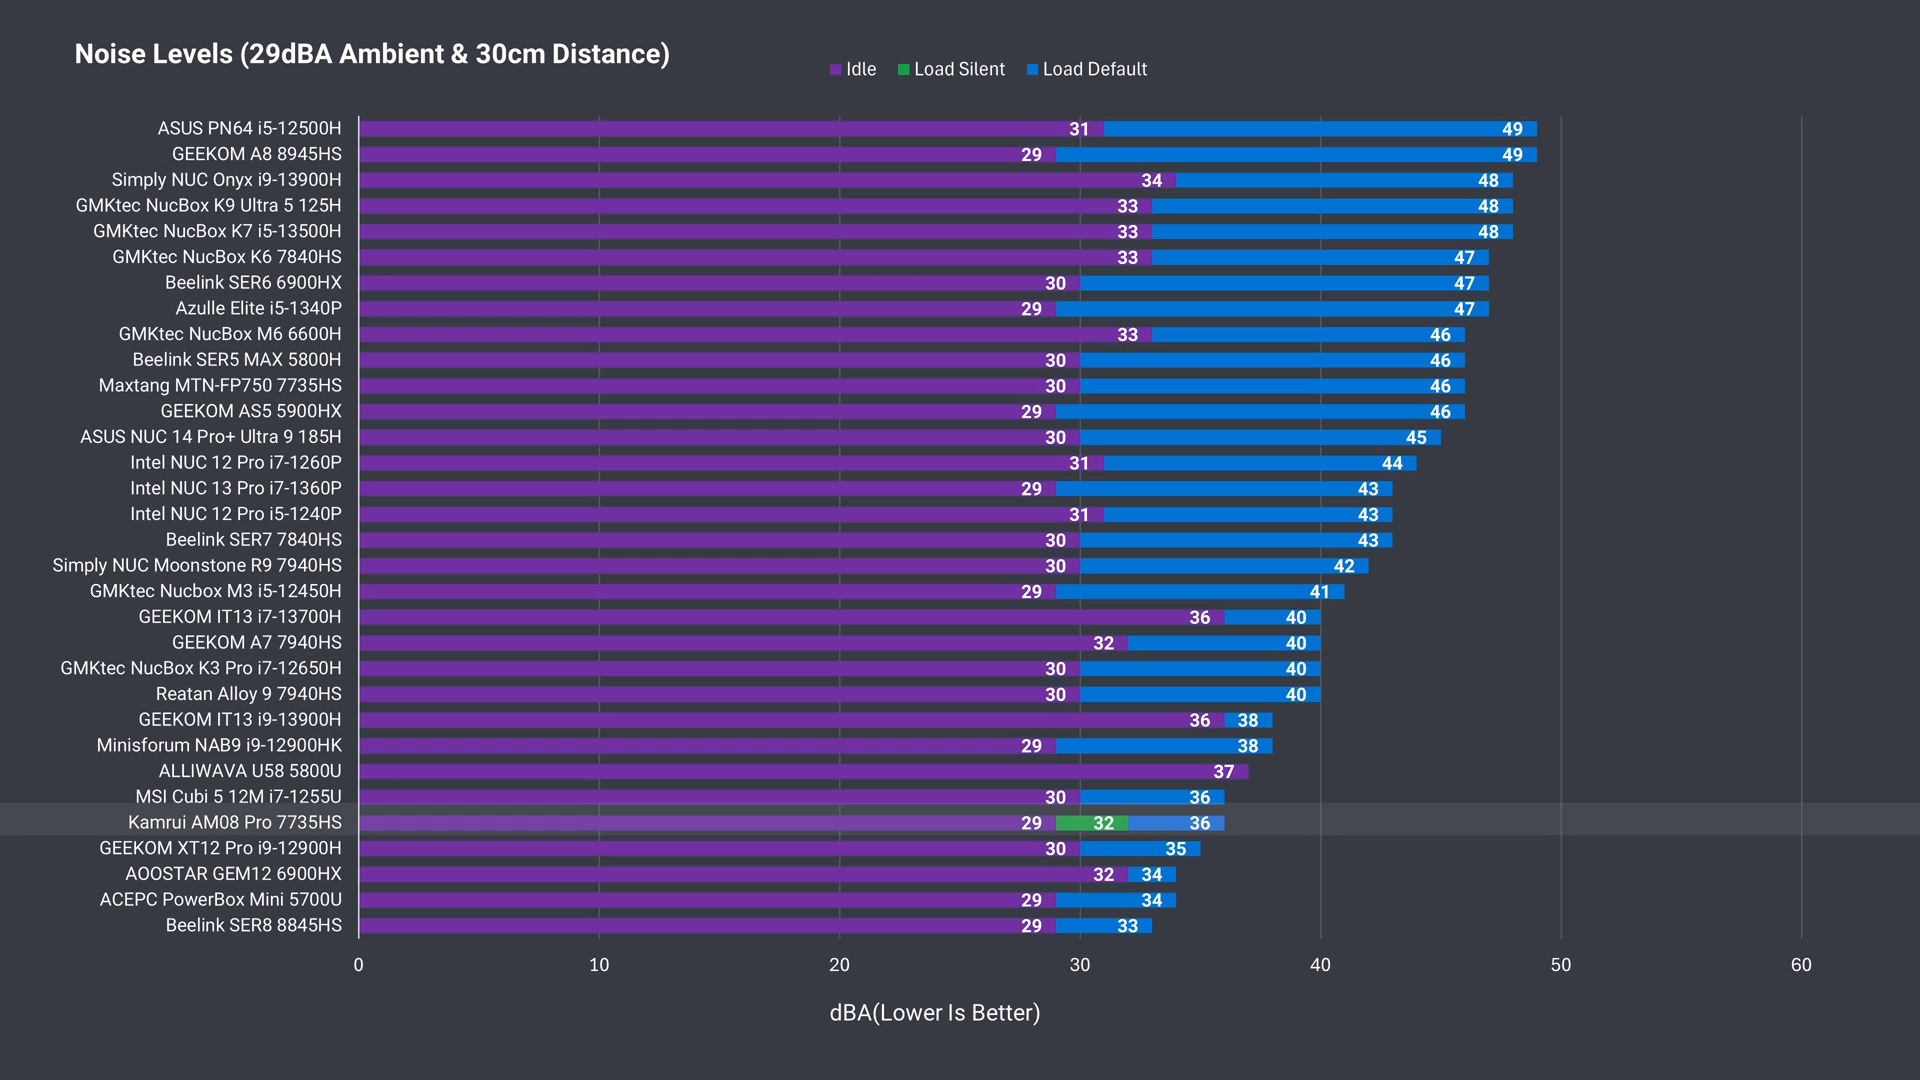 Noise Levels (29dBA Ambient & 30cm Distance)
Idle Load Silent Load Default
ASUS PN64 i5-12500H 31 49
GEEKOM A8 8945HS 29 49
Simply NUC Onyx i9-13900H 34 48
GMKtec NucBox K9 Ultra 5 125H 33 48
GMKtec NucBox K7 i5-13500H 33 48
GMKtec NucBox K6 7840HS 33 47
Beelink SER6 6900HX 30 47
Azulle Elite i5-1340P 29 47
GMKtec NucBox M6 6600H 33 46
Beelink SER5 MAX 5800H 30 46
Maxtang MTN-FP750 7735HS 30 46
GEEKOM AS5 5900HX 29 46
ASUS NUC 14 Pro+ Ultra 9 185H 30 45
Intel NUC 12 Pro i7-1260P 31 44
Intel NUC 13 Pro i7-1360P 29 43
Intel NUC 12 Pro i5-1240P 31 43
Beelink SER7 7840HS 30 43
Simply NUC Moonstone R9 7940HS 30 42
GMKtec Nucbox M3 i5-12450H 29 41
GEEKOM IT13 i7-13700H 36 40
GEEKOM A7 7940HS 32 40
GMKtec NucBox K3 Pro i7-12650H 30 40
Reatan Alloy 9 7940HS 30 40
GEEKOM IT13 i9-13900H 36 38
Minisforum NAB9 i9-12900HK 29 38
ALLIWAVA U58 5800U 37
MSI Cubi 5 12M i7-1255U 30 36
Kamrui AM08 Pro 7735HS 29 32 36
GEEKOM XT12 Pro i9-12900H 30 35
AOOSTAR GEM12 6900HX 32 34
ACEPC PowerBox Mini 5700U 29 34
Beelink SER8 8845HS 29 33
0 10 20 30 40 50 60
dBA(Lower Is Better)